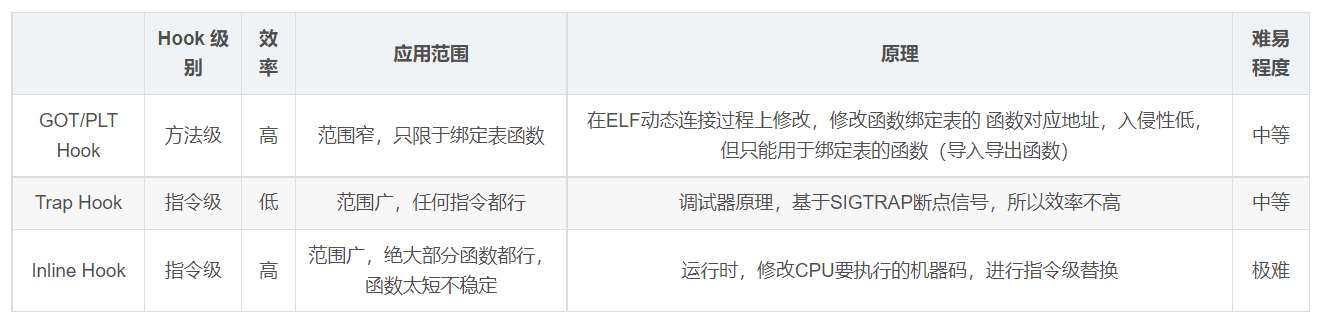 Hook 级
别
效
率
应用范围
原理
难易
程度
GOT/PLT
Hook
方法级
高
范围窄，只限于绑定表函数
在ELF动态连接过程上修改，修改函数绑定表的 函数对应地址，入侵性低，
但只能用于绑定表的函数（导入导出函数）
中等
Trap Hook
指令级
低
范围广，任何指令都行
调试器原理，基于SIGTRAP断点信号，所以效率不高
中等
Inline Hook
指令级
高
范围广，绝大部分函数都行，
函数太短不稳定
运行时，修改CPU要执行的机器码，进行指令级替换
极难